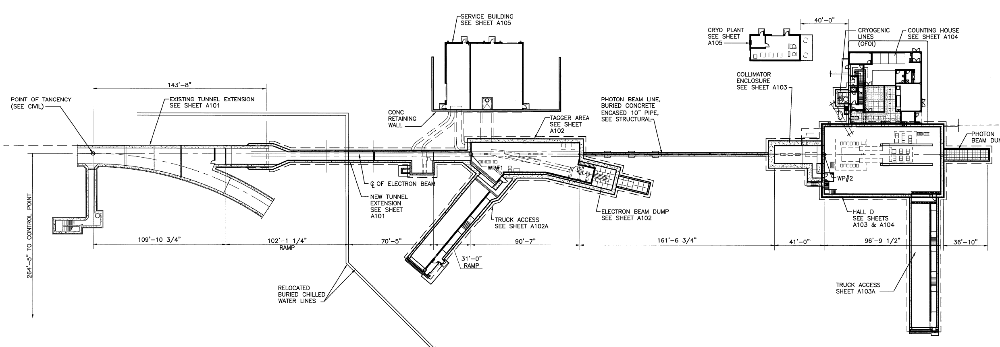 SERVICE BUILDING
SEE SHEET A105
40'-0"
CRYO PLANT
SEE SHEET
A105
CRYOGENIC
LINES
(OFOI)
COUNTING HOUSE
SEE SHEET A104
143'-8"
POINT OF TANGENCY
(SEE CIVIL)
EXISTING TUNNEL EXTENSION
SEE SHEET A101
COLLIMATOR
ENCLOSURE
SEE SHEET A103
PHOTON BEAM LINE,
BURIED CONCRETE
ENCASED 10" PIPE,
SEE STRUCTURAL
CONC
RETAINING
WALL
TAGGER AREA
SEE SHEET
A102
PHOTON
BEAM DUM
WP#1
WP#2
℄ OF ELECTRON BEAM
NEW TUNNEL
EXTENSION
SEE SHEET
A101
TRUCK ACCESS
SEE SHEET A102A
ELECTRON BEAM DUMP
SEE SHEET A102
HALL D
SEE SHEETS
A103 & A104
264'-5" TO CONTROL POINT
109'-10 3/4"
102'-1 1/4"
RAMP
70'-5"
31'-0"
RAMP
90'-7"
161'-6 3/4"
41'-0"
96'-9 1/2"
36'-10"
RELOCATED
BURIED CHILLED
WATER LINES
TRUCK ACCESS
SHEET A103A